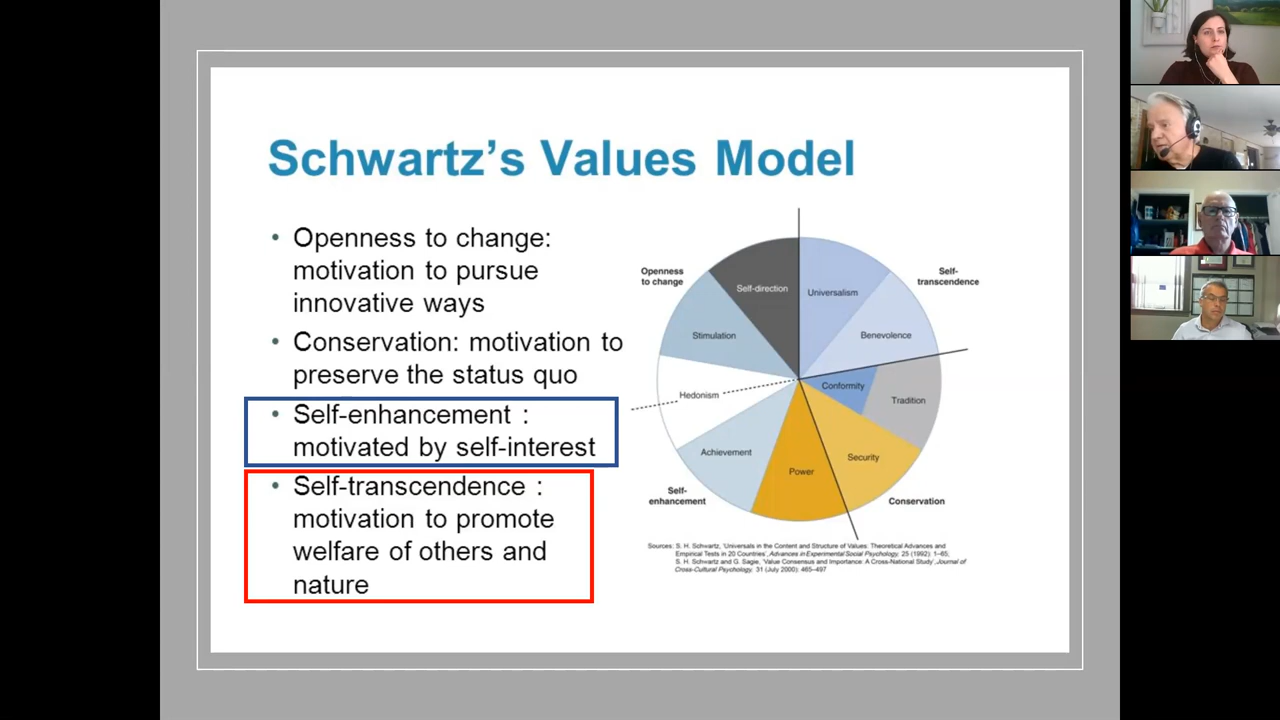 Schwartz's Values Model
• Openness to change:
motivation to pursue
innovative ways
• Conservation: motivation to
preserve the status quo
• Self-enhancement :
motivated by self-interest
• Self-transcendence :
motivation to promote
welfare of others and
nature
Openness
to change
Self-
transcendence
Self-direction
Universalism
Stimulation
Benevolence
Hedonism
Conformity
Tradition
Achievement
Power
Security
Self-
enhancement
Conservation
Sources: S. H. Schwartz, 'Universals in the Content and Structure of Values: Theoretical Advances and
Empirical Tests in 20 Countries', Advances in Experimental Social Psychology. 25 (1992). 1–65;
S. H. Schwartz and G. Sagie, 'Value Consensus and Importance: A Cross-National Study', Journal of
Cross-Cultural Psychology. 31 (July 2000): 465–497